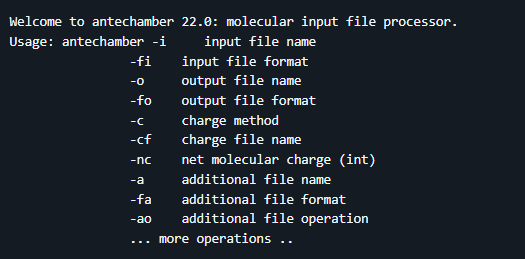 Welcome to antechamber 22.0: molecular input file processor.
Usage: antechamber -i     input file name
                   -fi    input file format
                   -o     output file name
                   -fo    output file format
                   -c     charge method
                   -cf    charge file name
                   -nc    net molecular charge (int)
                   -a     additional file name
                   -fa    additional file format
                   -ao    additional file operation
                   ... more operations ..